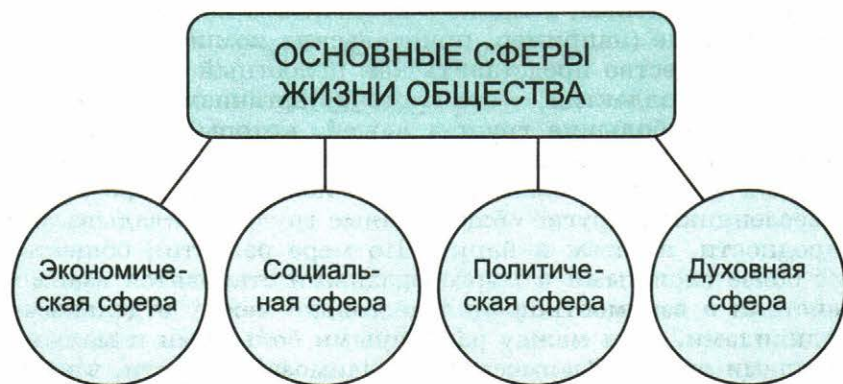 ОСНОВНЫЕ СФЕРЫ
ЖИЗНИ ОБЩЕСТВА
Экономиче-
ская сфера
Социаль-
ная сфера
Политиче-
ская сфера
Духовная
сфера